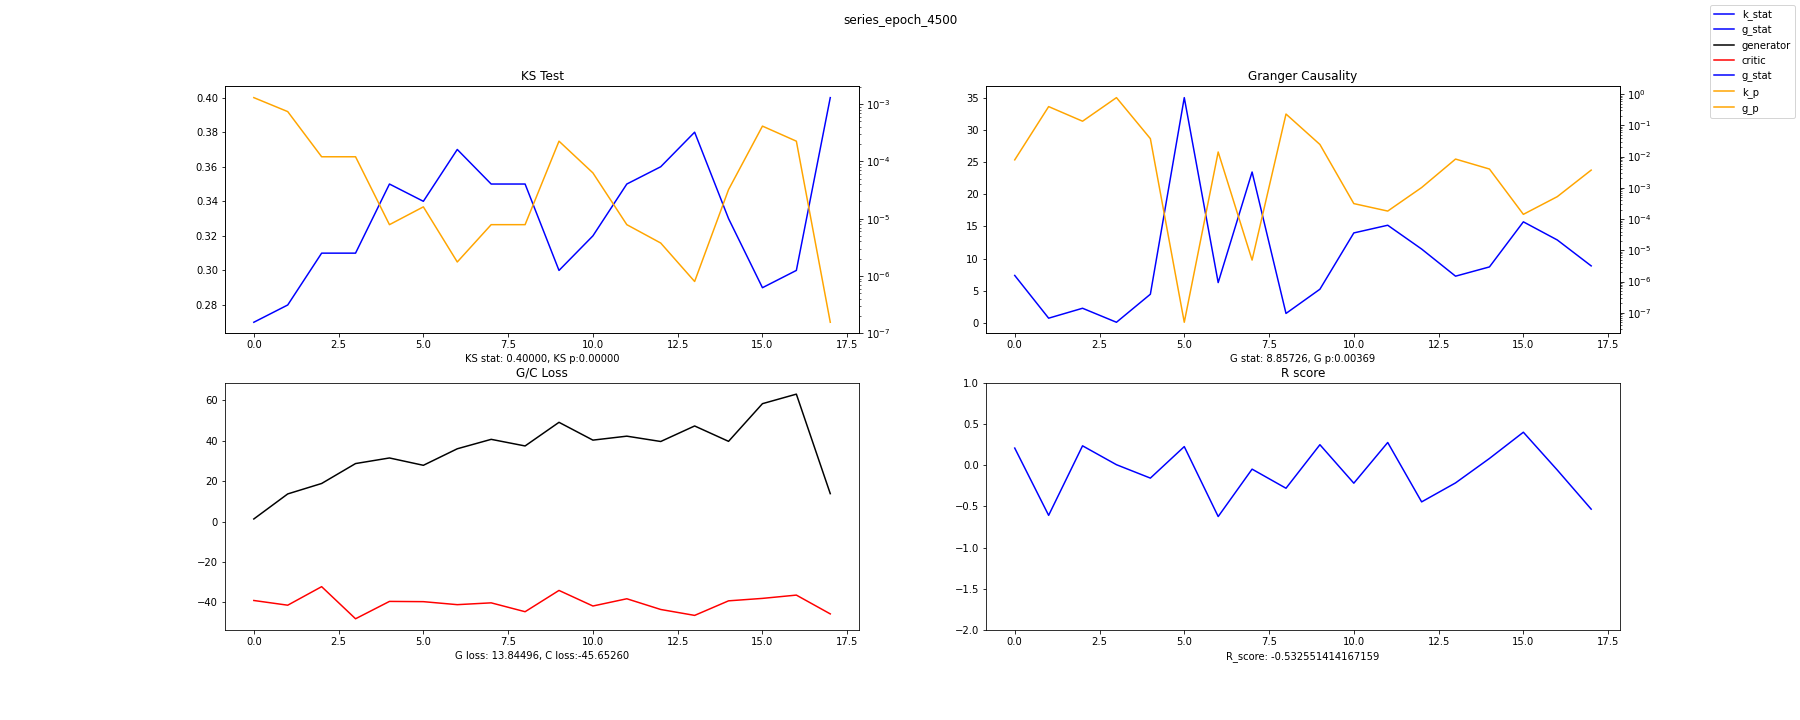 series_epoch_4500
k_stat
g_stat
generator
critic
g_stat
k_p
g_p
KS Test
0.40
0.38
0.36
0.34
0.32
0.30
0.28
10⁻³
10⁻⁴
10⁻⁵
10⁻⁶
10⁻⁷
0.0 2.5 5.0 7.5 10.0 12.5 15.0 17.5
KS stat: 0.40000, KS p:0.00000
Granger Causality
35
30
25
20
15
10
5
0
10⁰
10⁻¹
10⁻²
10⁻³
10⁻⁴
10⁻⁵
10⁻⁶
10⁻⁷
0.0 2.5 5.0 7.5 10.0 12.5 15.0 17.5
G stat: 8.85726, G p:0.00369
G/C Loss
60
40
20
0
−20
−40
0.0 2.5 5.0 7.5 10.0 12.5 15.0 17.5
G loss: 13.84496, C loss:-45.65260
R score
1.0
0.5
0.0
−0.5
−1.0
−1.5
−2.0
0.0 2.5 5.0 7.5 10.0 12.5 15.0 17.5
R_score: -0.532551414167159